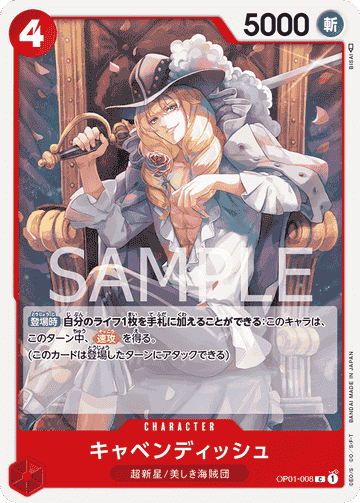 4
5000
斬
BISAI
SAMPLE
登場時 自分のライフ1枚を手札に加えることができる:このキャラは、
このターン中、速攻 を得る。
(このカードは登場したターンにアタックできる)
CHARACTER
キャベンディッシュ
超新星/美しき海賊団
OP01-008 C 1
©E.O./S. ©O./S-F-T BANDAI MADE IN JAPAN